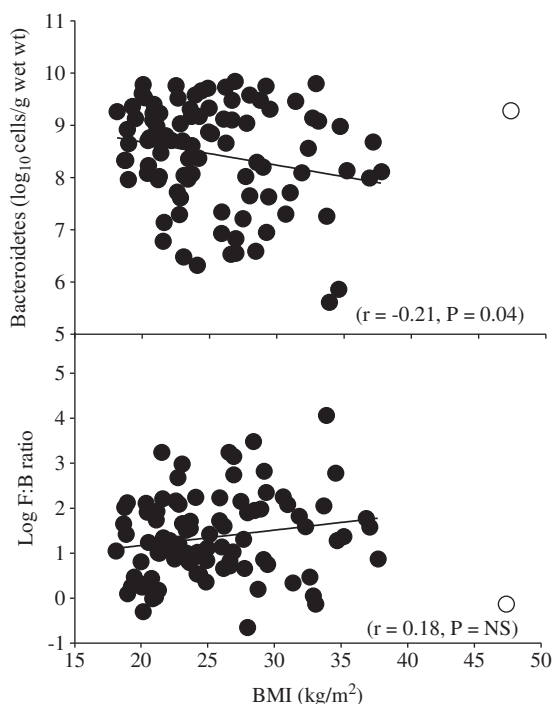 Bacteroidetes (log10 cells/g wet wt)
11
10
9
8
7
6
5
(r = -0.21, P = 0.04)
Log F:B ratio
5
4
3
2
1
0
-1
(r = 0.18, P = NS)
15 20 25 30 35 40 45 50
BMI (kg/m²)